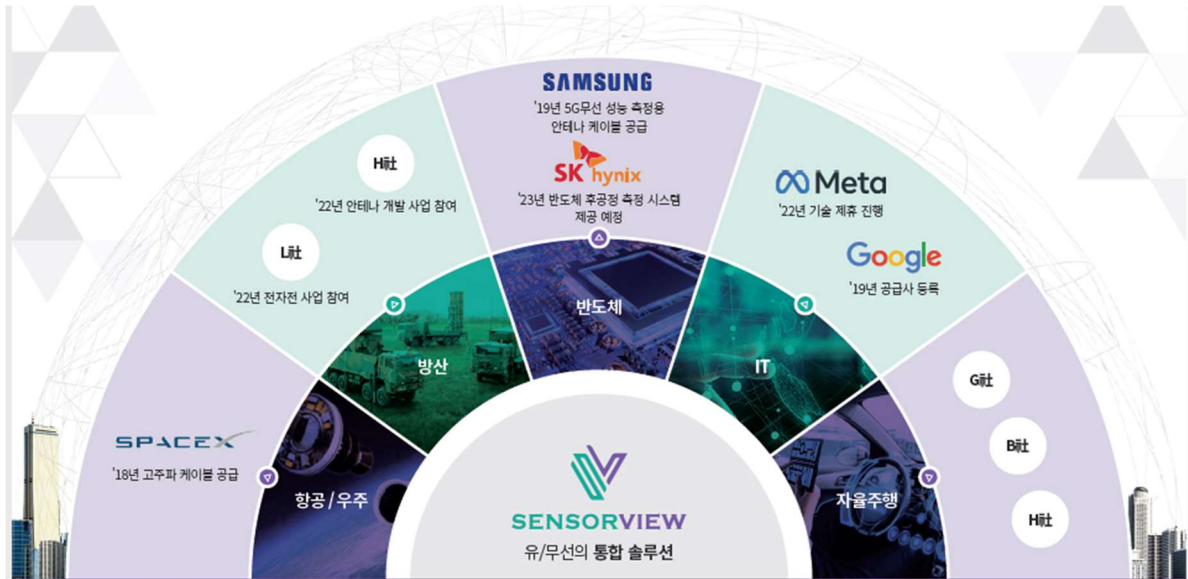 SAMSUNG
'19년 5G무선 성능 측정용
안테나 케이블 공급
SK hynix
'23년 반도체 후공정 측정 시스템
제공 예정
H社
'22년 안테나 개발 사업 참여
L社
'22년 전자전 사업 참여
Meta
'22년 기술 제휴 진행
Google
'19년 공급사 등록
SPACEX
'18년 고주파 케이블 공급
G社
B社
H社
항공/우주
방산
반도체
IT
자율주행
SENSORVIEW
유/무선의 통합 솔루션